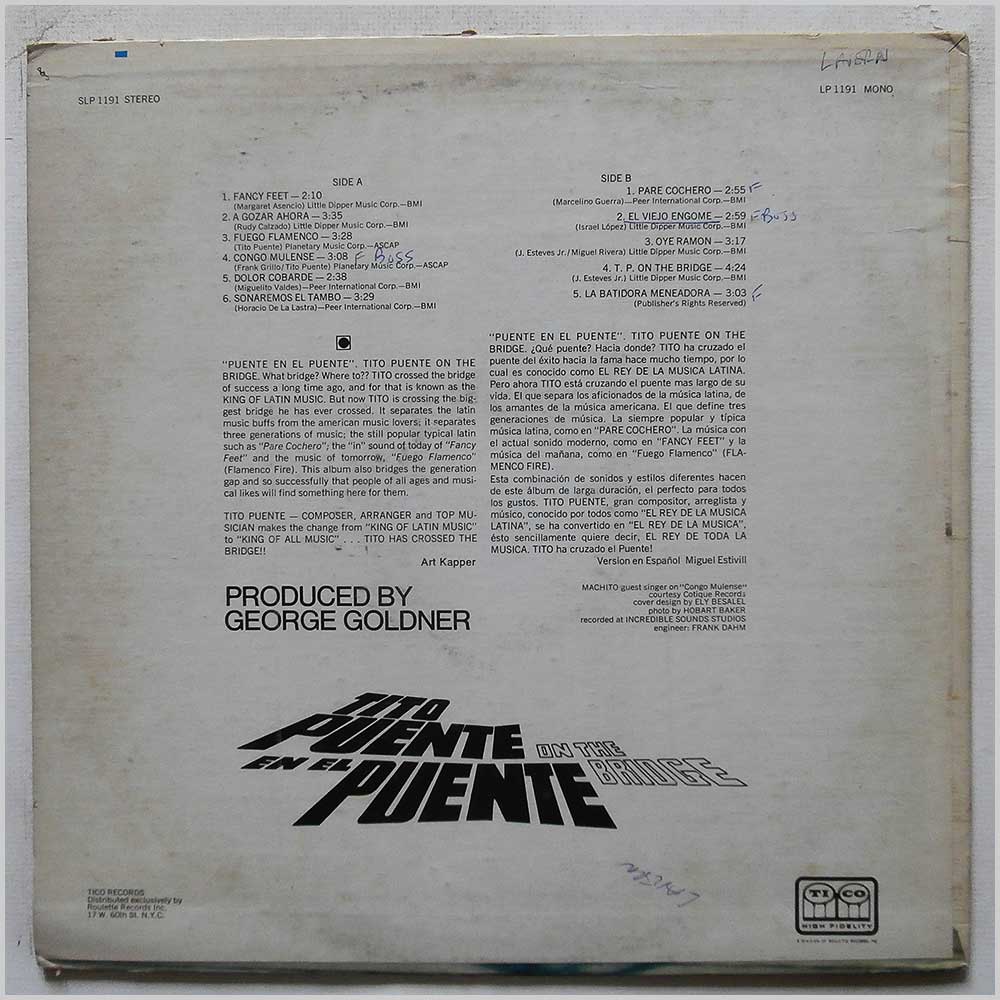 LAVERN
SLP 1191 STEREO
LP 1191 MONO
SIDE A
1. FANCY FEET — 2:10
(Margaret Asencio) Little Dipper Music Corp.—BMI
2. A GOZAR AHORA — 3:35
(Rudy Calzado) Little Dipper Music Corp.—BMI
3. FUEGO FLAMENCO — 3:28
(Tito Puente) Planetary Music Corp.—ASCAP
4. CONGO MULENSE — 3:08 F BOSS
(Frank Grillo/Tito Puente) Planetary Music Corp.—ASCAP
5. DOLOR COBARDE — 2:38
(Miguelito Valdes)—Peer International Corp.—BMI
6. SONAREMOS EL TAMBO — 3:29
(Horacio De La Lastra)—Peer International Corp.—BMI
SIDE B
1. PARE COCHERO — 2:55 F
(Marcelino Guerra)—Peer International Corp.—BMI
2. EL VIEJO ENGOME — 2:59 F BOSS
(Israel López) Little Dipper Music Corp.—BMI
3. OYE RAMON — 3:17
(J. Esteves Jr./Miguel Rivera) Little Dipper Music Corp.—BMI
4. T. P. ON THE BRIDGE — 4:24
(J. Esteves Jr.) Little Dipper Music Corp.—BMI
5. LA BATIDORA MENEADORA — 3:03 F
(Publisher's Rights Reserved)
"PUENTE EN EL PUENTE". TITO PUENTE ON THE
BRIDGE. What bridge? Where to?? TITO crossed the bridge
of success a long time ago, and for that is known as the
KING OF LATIN MUSIC. But now TITO is crossing the big-
gest bridge he has ever crossed. It separates the latin
music buffs from the american music lovers; it separates
three generations of music; the still popular typical latin
such as "Pare Cochero"; the "in" sound of today of "Fancy
Feet" and the music of tomorrow, "Fuego Flamenco"
(Flamenco Fire). This album also bridges the generation
gap and so successfully that people of all ages and musi-
cal likes will find something here for them.
TITO PUENTE — COMPOSER, ARRANGER and TOP MU-
SICIAN makes the change from "KING OF LATIN MUSIC"
to "KING OF ALL MUSIC" . . . TITO HAS CROSSED THE
BRIDGE!!
Art Kapper
"PUENTE EN EL PUENTE". TITO PUENTE ON THE
BRIDGE. ¿Qué puente? Hacia donde? TITO ha cruzado el
puente del éxito hacia la fama hace mucho tiempo, por lo
cual es conocido como EL REY DE LA MUSICA LATINA.
Pero ahora TITO está cruzando el puente mas largo de su
vida. El que separa los aficionados de la música latina, de
los amantes de la música americana. El que define tres
generaciones de música. La siempre popular y típica
música latina, como en "PARE COCHERO". La música con
el actual sonido moderno, como en "FANCY FEET" y la
música del mañana, como en "Fuego Flamenco" (FLA-
MENCO FIRE).
Esta combinación de sonidos y estilos diferentes hacen
de este álbum de larga duración, el perfecto para todos
los gustos. TITO PUENTE, gran compositor, arreglista y
músico, conocido por todos como "EL REY DE LA MUSICA
LATINA", se ha convertido en "EL REY DE LA MUSICA",
ésto sencillamente quiere decir, EL REY DE TODA LA
MUSICA. TITO ha cruzado el Puente!
Version en Español Miguel Estivill
PRODUCED BY
GEORGE GOLDNER
MACHITO guest singer on "Congo Mulense"
courtesy Cotique Records
cover design by ELY BESALEL
photo by HOBART BAKER
recorded at INCREDIBLE SOUNDS STUDIOS
engineer: FRANK DAHM
TITO
PUENTE ON THE
EN EL PUENTE BRIDGE
TICO RECORDS
Distributed exclusively by
Roulette Records Inc.
17 W. 60th St. N.Y.C.
TICO
HIGH FIDELITY
A DIVISION OF ROULETTE RECORDS, INC.